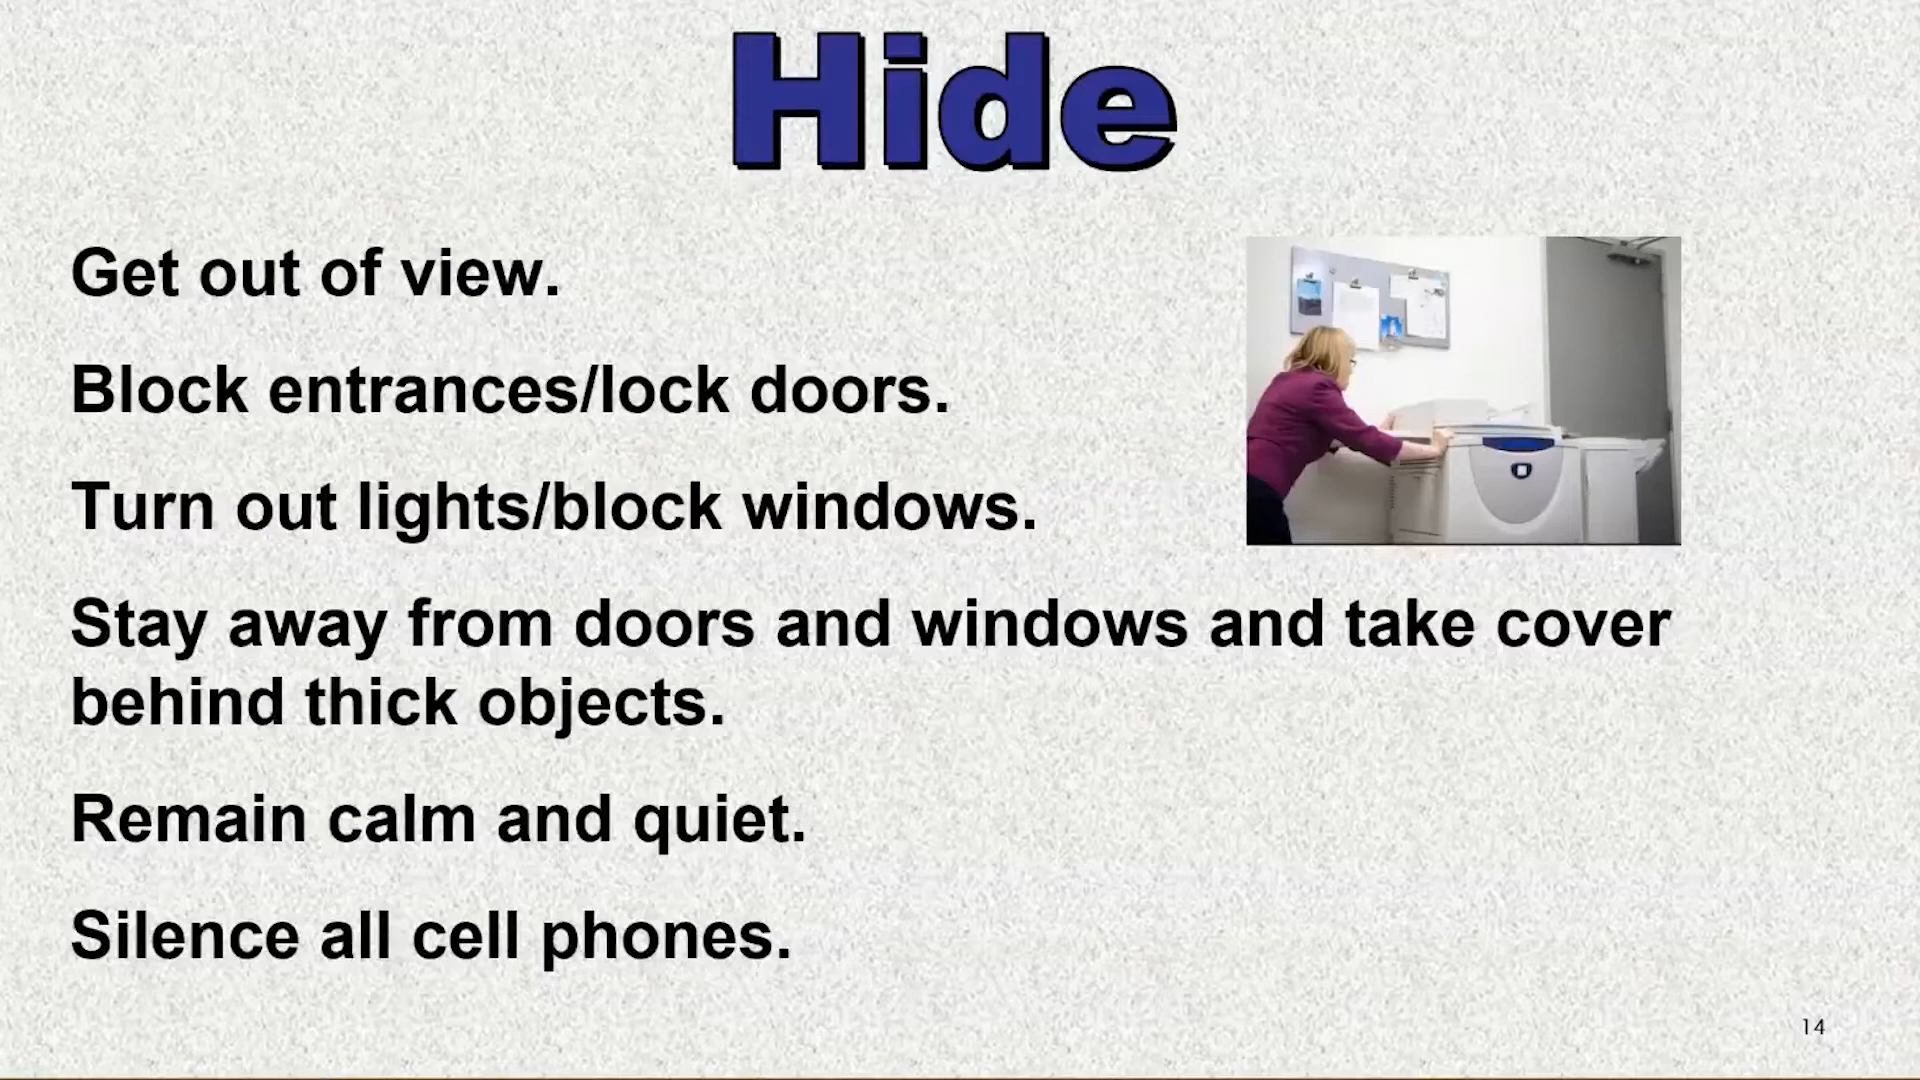 Hide
Get out of view.
Block entrances/lock doors.
Turn out lights/block windows.
Stay away from doors and windows and take cover
behind thick objects.
Remain calm and quiet.
Silence all cell phones.
14